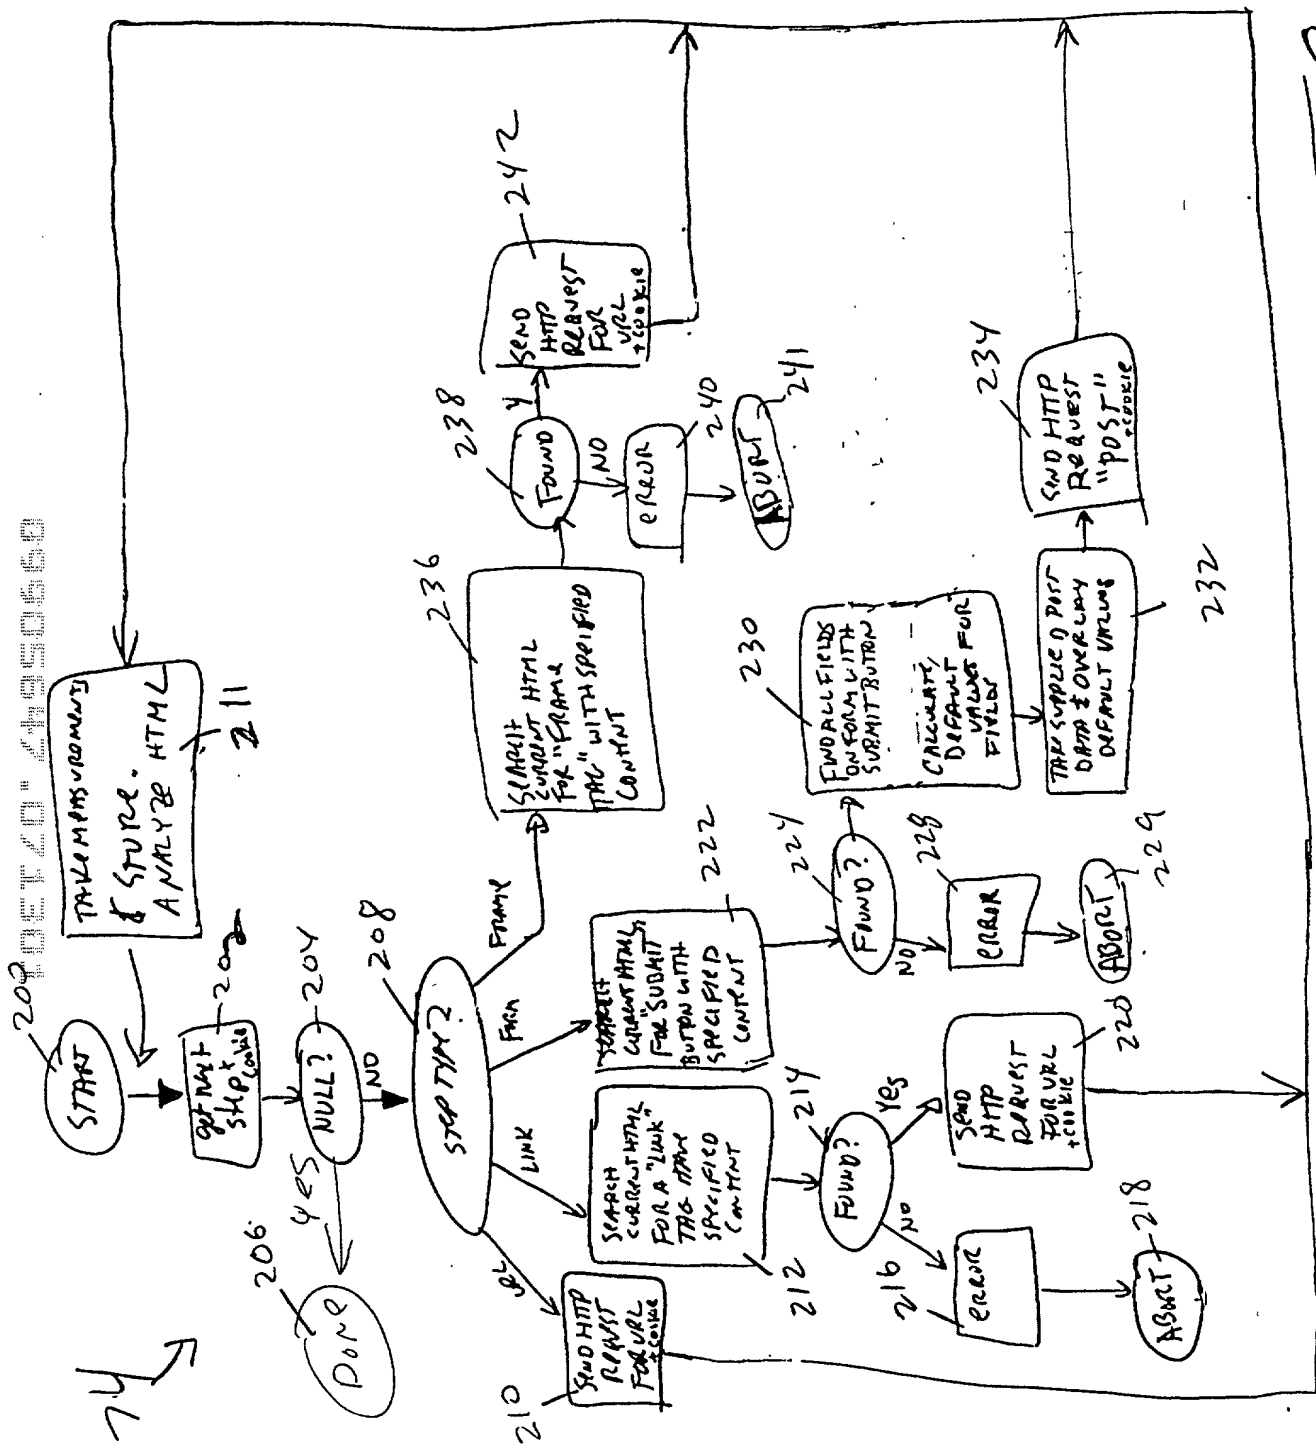 74
200
START
TAKE MEASUREMENTS
& STORE.
ANALYZE HTML
211
get next
step +
cookie
202
NULL?
204
YES
206
DONE
NO
STEP TYPE?
208
URL
LINK
FORM
FRAME
210
SEND HTTP
REQUEST
FOR URL
+ COOKIE
SEARCH
CURRENT HTML
FOR A "LINK"
TAG HAVE
SPECIFIED
CONTENT
212
SEARCH
CURRENT HTML
FOR "SUBMIT"
BUTTON WITH
SPECIFIED
CONTENT
222
SEARCH
CURRENT HTML
FOR "FRAME
TAG" WITH SPECIFIED
CONTENT
236
FOUND
238
Y
SEND
HTTP
REQUEST
FOR
URL
+ COOKIE
242
NO
ERROR
240
ABORT
241
FOUND?
214
NO
216
ERROR
ABORT
218
Yes
SEND
HTTP
REQUEST
FOR URL
+ COOKIE
220
FOUND?
224
NO
ERROR
228
ABORT
229
FIND ALL FIELDS
ON FORM WITH
SUBMIT BUTTON
CALCULATE,
DEFAULT
VALUES FOR
FIELDS
230
TAKE SUPPLIED POST
DATA & OVERLAY
DEFAULT VALUES
232
SEND HTTP
REQUEST
"POST"
+ COOKIE
234